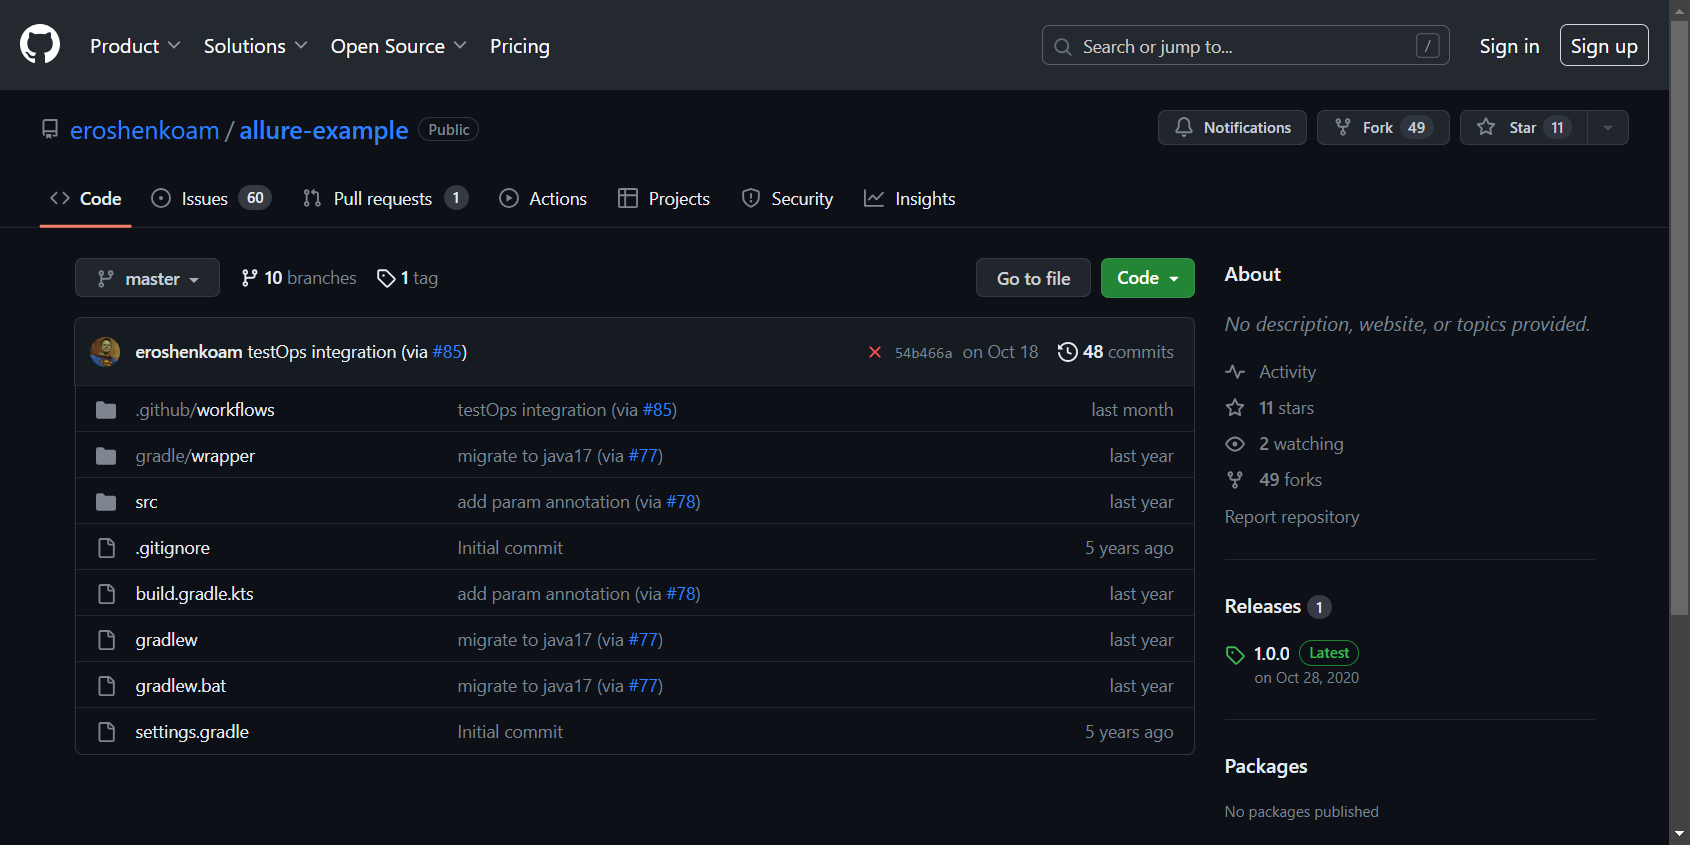 Product Solutions Open Source Pricing Search or jump to... / Sign in Sign up
eroshenkoam / allure-example Public Notifications Fork 49 Star 11
Code Issues 60 Pull requests 1 Actions Projects Security Insights
master 10 branches 1 tag Go to file Code
eroshenkoam testOps integration (via #85) 54b466a on Oct 18 48 commits
.github/workflows testOps integration (via #85) last month
gradle/wrapper migrate to java17 (via #77) last year
src add param annotation (via #78) last year
.gitignore Initial commit 5 years ago
build.gradle.kts add param annotation (via #78) last year
gradlew migrate to java17 (via #77) last year
gradlew.bat migrate to java17 (via #77) last year
settings.gradle Initial commit 5 years ago
About
No description, website, or topics provided.
Activity
11 stars
2 watching
49 forks
Report repository
Releases 1
1.0.0 Latest
on Oct 28, 2020
Packages
No packages published